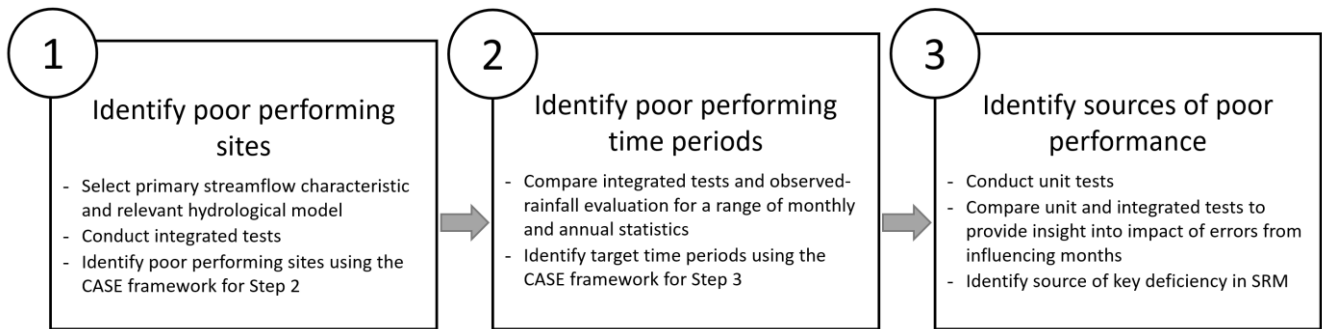 1
Identify poor performing
sites
- Select primary streamflow characteristic
and relevant hydrological model
- Conduct integrated tests
- Identify poor performing sites using the
CASE framework for Step 2
2
Identify poor performing
time periods
- Compare integrated tests and observed-
rainfall evaluation for a range of monthly
and annual statistics
- Identify target time periods using the
CASE framework for Step 3
3
Identify sources of poor
performance
- Conduct unit tests
- Compare unit and integrated tests to
provide insight into impact of errors from
influencing months
- Identify source of key deficiency in SRM